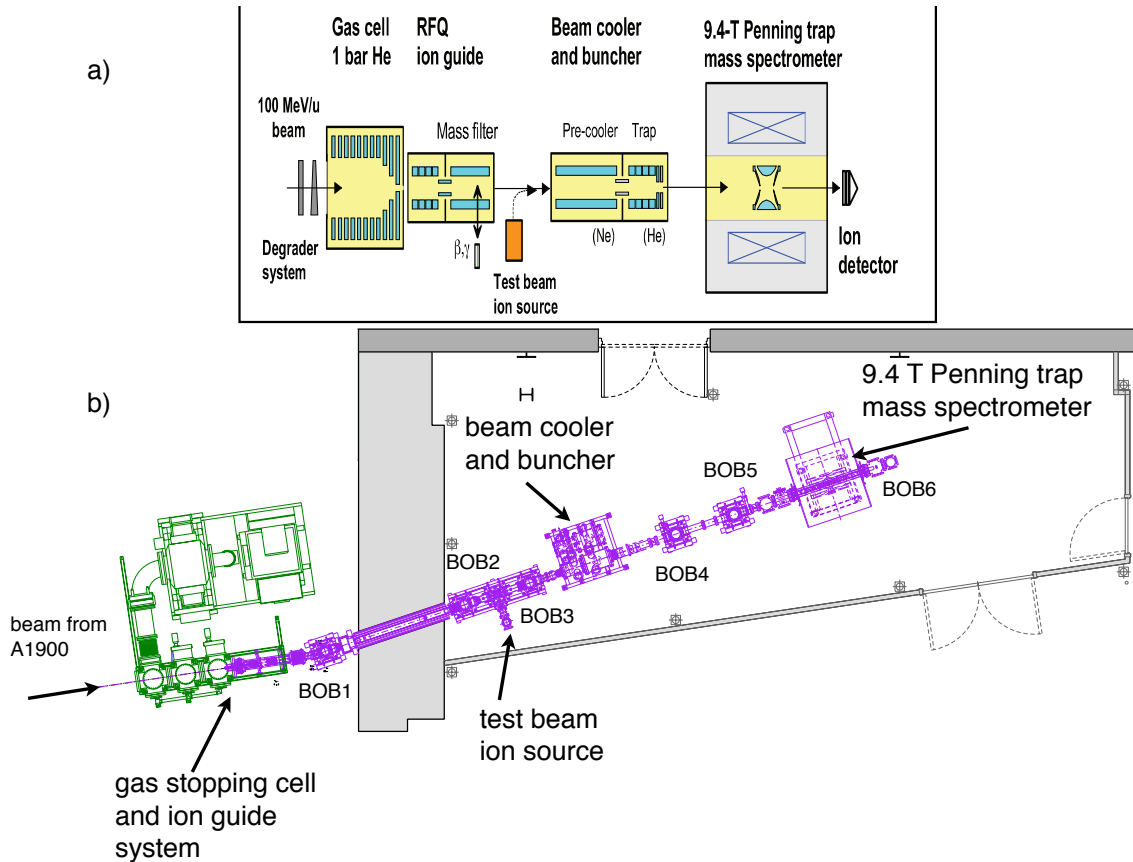 a)
Gas cell
1 bar He
RFQ
ion guide
Beam cooler
and buncher
9.4-T Penning trap
mass spectrometer
100 MeV/u
beam
Mass filter
Pre-cooler
Trap
Degrader
system
β,γ
Test beam
ion source
(Ne)
(He)
Ion
detector
b)
9.4 T Penning trap
mass spectrometer
beam cooler
and buncher
BOB5
BOB6
BOB2
BOB4
BOB3
beam from
A1900
BOB1
test beam
ion source
gas stopping cell
and ion guide
system